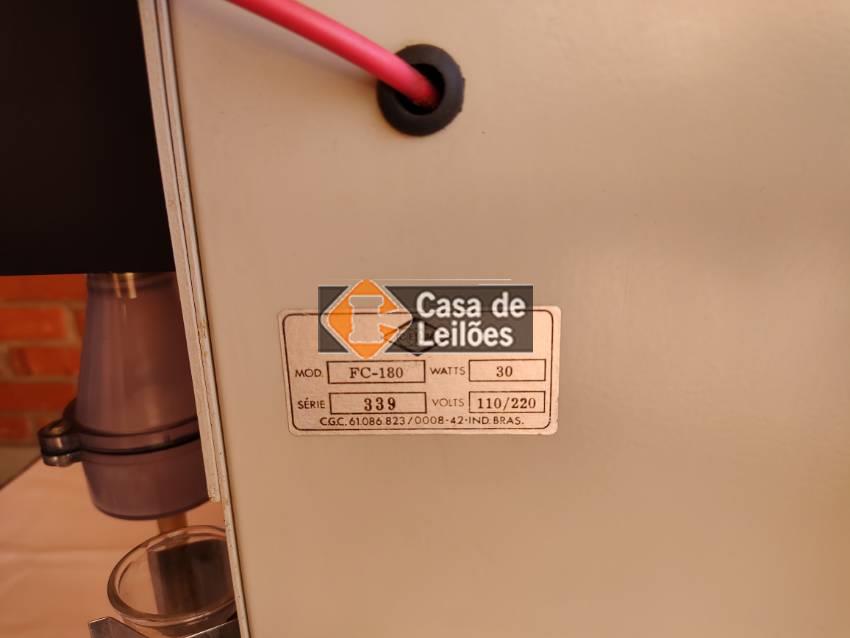 Casa de
Leilões
MOD. FC-180 WATTS 30
SÉRIE 339 VOLTS 110/220
C.G.C. 61.086.823/0008-42-IND. BRAS.